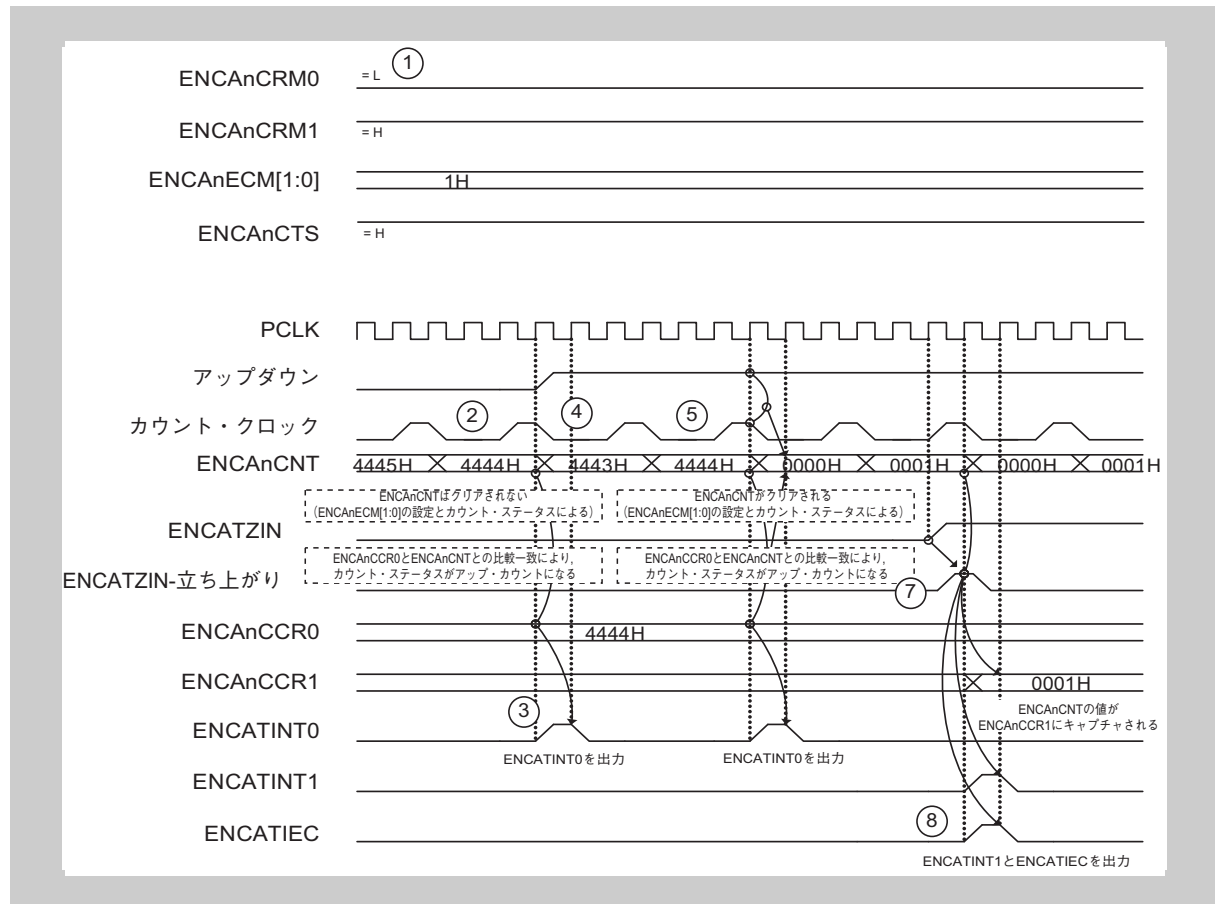 ENCAnCRM0 = L ①
ENCAnCRM1 = H
ENCAnECM[1:0] 1H
ENCAnCTS = H
PCLK
アップダウン
カウント・クロック ② ④ ⑤
ENCAnCNT 4445H 4444H 4443H 4444H 0000H 0001H 0000H 0001H
ENCAnCNTはクリアされない
(ENCAnECM[1:0]の設定とカウント・ステータスによる)
ENCAnCNTがクリアされる
(ENCAnECM[1:0]の設定とカウント・ステータスによる)
ENCATZIN
ENCAnCCR0とENCAnCNTとの比較一致により,
カウント・ステータスがアップ・カウントになる
ENCAnCCR0とENCAnCNTとの比較一致により,
カウント・ステータスがアップ・カウントになる
ENCATZIN-立ち上がり ⑦
ENCAnCCR0 4444H
ENCAnCCR1 0001H
ENCAnCNTの値が
ENCAnCCR1にキャプチャされる
ENCATINT0 ③
ENCATINT0を出力 ENCATINT0を出力
ENCATINT1
ENCATIEC ⑧
ENCATINT1とENCATIECを出力